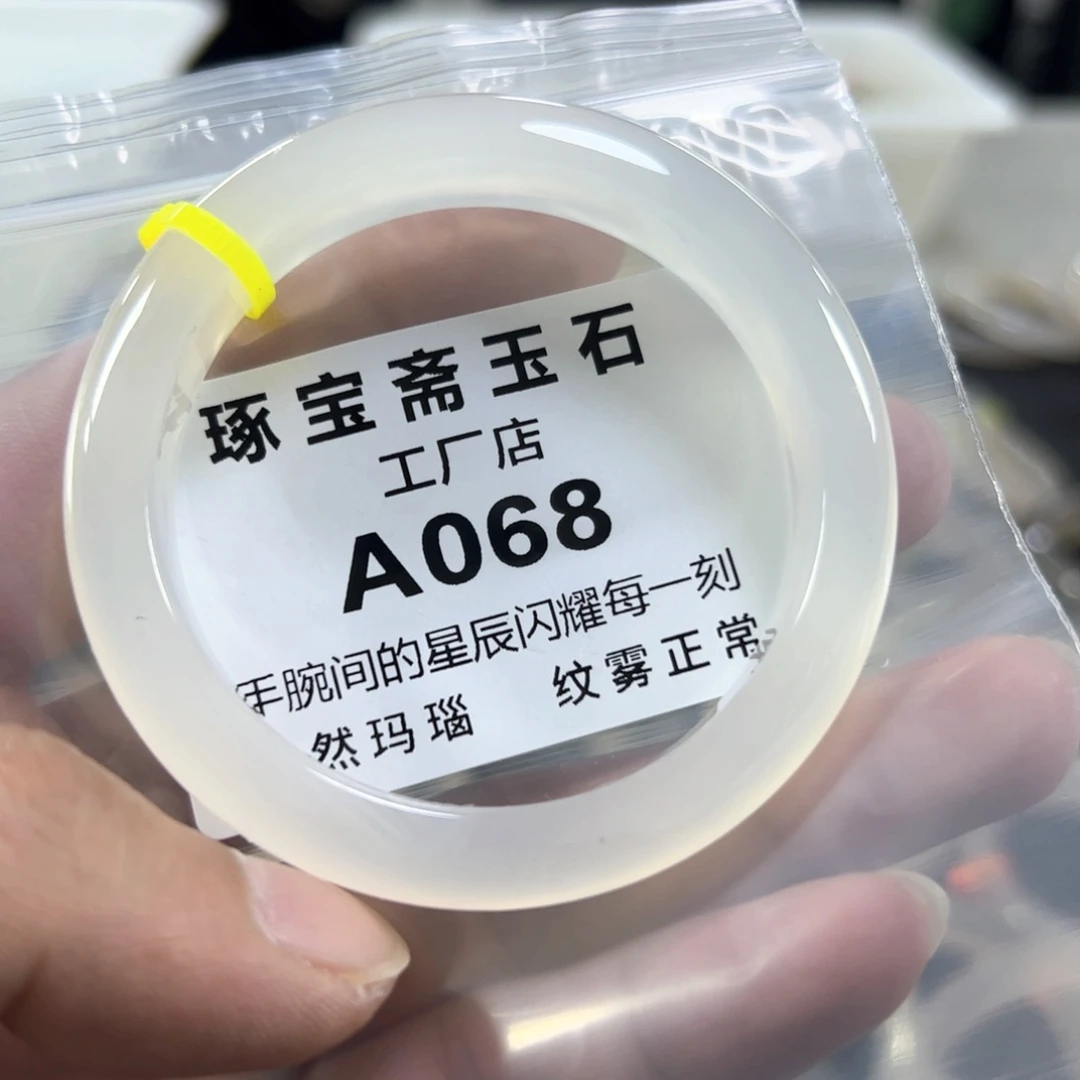 琢宝斋玉石
工厂店
A068
手腕间的星辰闪耀每一刻
然玛瑙 纹雾正常